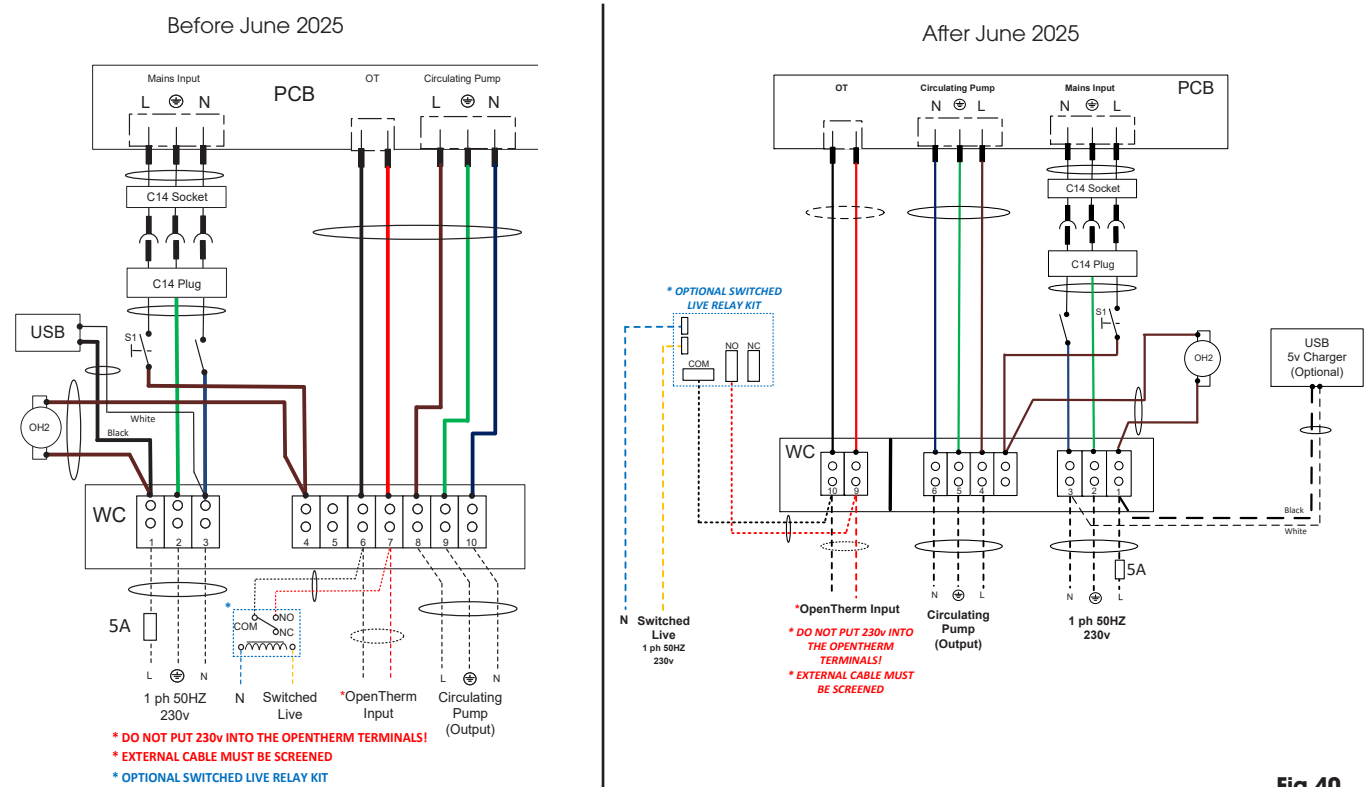 Before June 2025
Mains Input
OT
Circulating Pump
PCB
L N
L N
C14 Socket
C14 Plug
USB
S1
OH2
White
Black
WC
1 2 3
4 5 6 7 8 9 10
5A
*
COM
NO
NC
L N
N
Switched
Live
*OpenTherm
Input
L N
Circulating
Pump
(Output)
1 ph 50HZ
230v
* DO NOT PUT 230v INTO THE OPENTHERM TERMINALS!
* EXTERNAL CABLE MUST BE SCREENED
* OPTIONAL SWITCHED LIVE RELAY KIT
After June 2025
OT
Circulating Pump
Mains Input
PCB
N L
N L
C14 Socket
C14 Plug
* OPTIONAL SWITCHED
LIVE RELAY KIT
COM
NO
NC
S1
OH2
USB
5v Charger
(Optional)
WC
10 9
6 5 4
3 2 1
Black
White
5A
N
Switched
Live
1 ph 50HZ
230v
*OpenTherm Input
* DO NOT PUT 230v INTO
THE OPENTHERM
TERMINALS!
* EXTERNAL CABLE MUST
BE SCREENED
N L
Circulating
Pump
(Output)
N L
1 ph 50HZ
230v
Fig 40